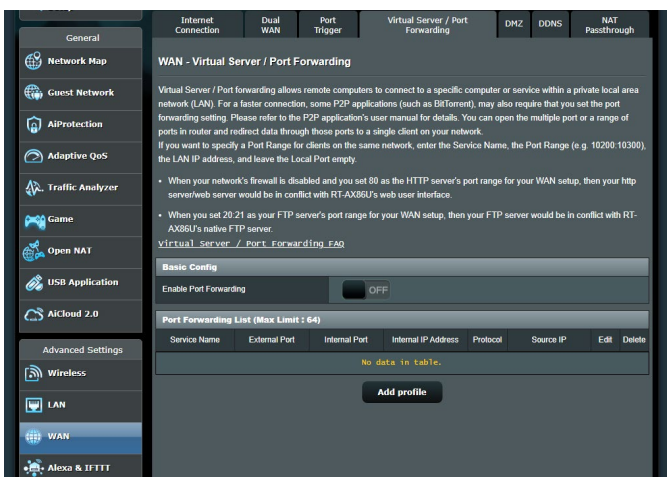 Internet Connection
Dual WAN
Port Trigger
Virtual Server / Port Forwarding
DMZ
DDNS
NAT Passthrough
General
Network Map
Guest Network
AiProtection
Adaptive QoS
Traffic Analyzer
Game
Open NAT
USB Application
AiCloud 2.0
Advanced Settings
Wireless
LAN
WAN
Alexa & IFTTT
WAN - Virtual Server / Port Forwarding
Virtual Server / Port forwarding allows remote computers to connect to a specific computer or service within a private local area
network (LAN). For a faster connection, some P2P applications (such as BitTorrent), may also require that you set the port
forwarding setting. Please refer to the P2P application's user manual for details. You can open the multiple port or a range of
ports in router and redirect data through those ports to a single client on your network.
If you want to specify a Port Range for clients on the same network, enter the Service Name, the Port Range (e.g. 10200:10300),
the LAN IP address, and leave the Local Port empty.
• When your network's firewall is disabled and you set 80 as the HTTP server's port range for your WAN setup, then your http
server/web server would be in conflict with RT-AX86U's web user interface.
• When you set 20:21 as your FTP server's port range for your WAN setup, then your FTP server would be in conflict with RT-
AX86U's native FTP server.
Virtual Server / Port Forwarding FAQ
Basic Config
Enable Port Forwarding
OFF
Port Forwarding List (Max Limit : 64)
Service Name External Port Internal Port Internal IP Address Protocol Source IP Edit Delete
No data in table.
Add profile